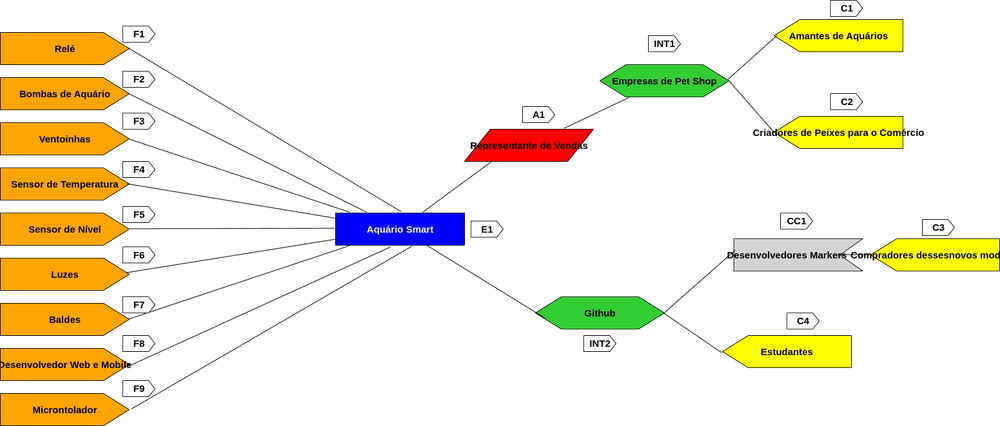 Relé
F1
Bombas de Aquário
F2
Ventoinhas
F3
Sensor de Temperatura
F4
Sensor de Nível
F5
Luzes
F6
Baldes
F7
Desenvolvedor Web e Mobile
F8
Microntolador
F9
Aquário Smart
E1
Representante de Vendas
A1
Empresas de Pet Shop
INT1
Amantes de Aquários
C1
Criadores de Peixes para o Comércio
C2
Github
INT2
Desenvolvedores Markers
CC1
Compradores dessesnovos mod
C3
Estudantes
C4